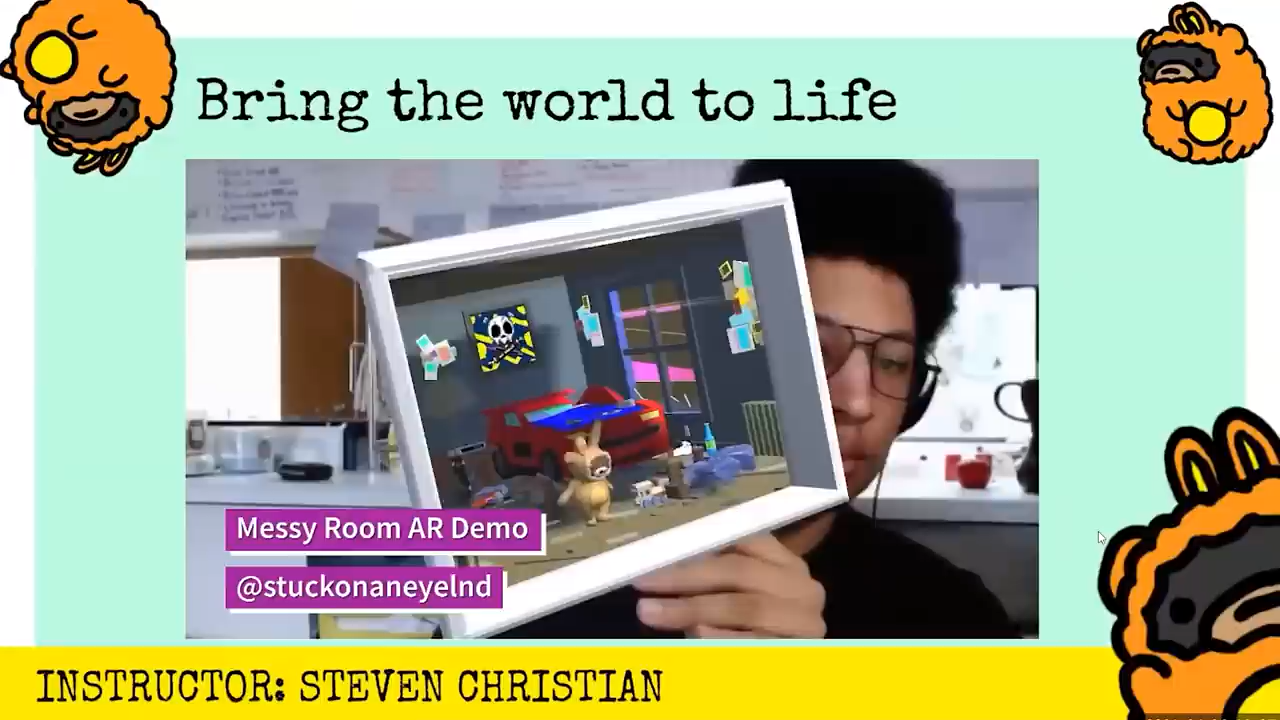 Bring the world to life
Messy Room AR Demo
@stuckonaneyelnd
INSTRUCTOR: STEVEN CHRISTIAN